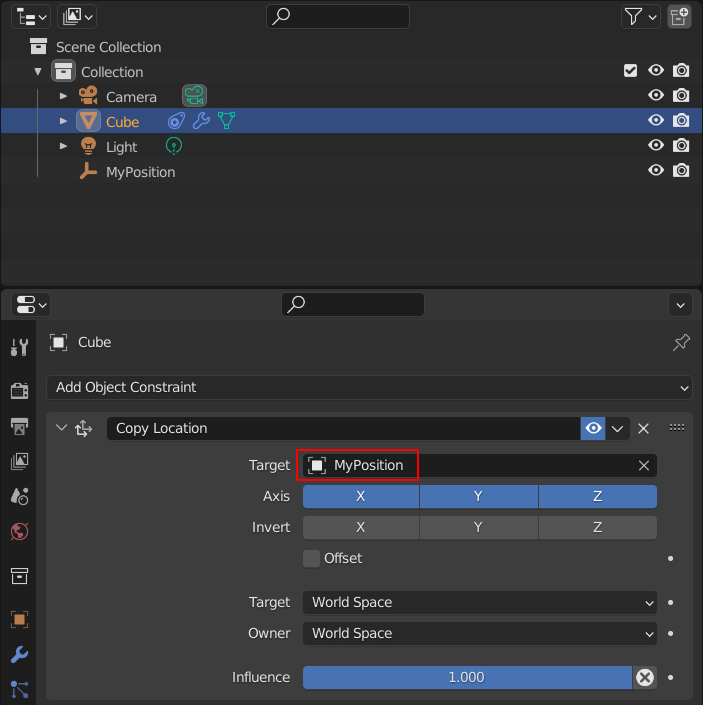 Scene Collection
Collection
Camera
Cube
Light
MyPosition
Cube
Add Object Constraint
Copy Location
Target MyPosition
Axis X Y Z
Invert X Y Z
Offset
Target World Space
Owner World Space
Influence 1.000